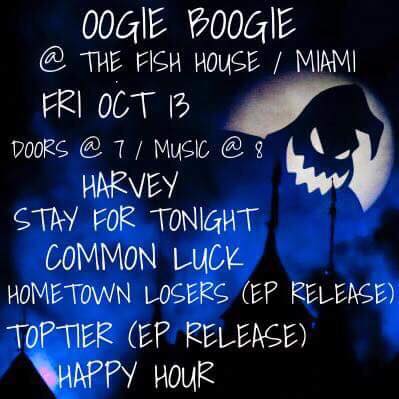 OOGIE BOOGIE
@ THE FISH HOUSE / MIAMI
FRI OCT 13
DOORS @ 7 / MUSIC @ 8
HARVEY
STAY FOR TONIGHT
COMMON LUCK
HOMETOWN LOSERS (EP RELEASE)
TOPTIER (EP RELEASE)
HAPPY HOUR